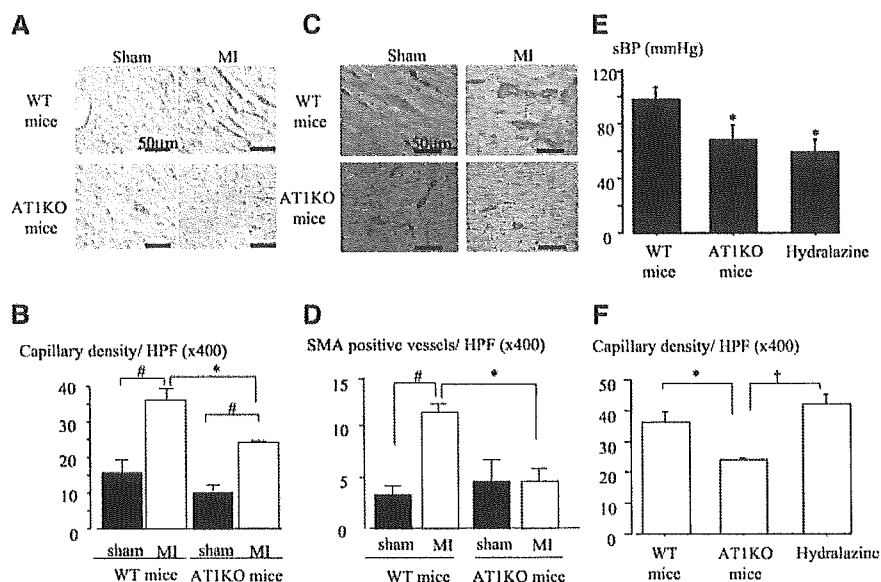 A
Sham MI
WT mice
50μm
AT1KO mice
B
Capillary density/ HPF (x400)
40
30
20
10
0
#
*
#
sham MI sham MI
WT mice AT1KO mice
C
Sham MI
WT mice
50μm
AT1KO mice
D
SMA positive vessels/ HPF (x400)
15
10
5
0
#
*
sham MI sham MI
WT mice AT1KO mice
E
sBP (mmHg)
120
80
60
40
0
*
*
WT mice
AT1KO mice
Hydralazine
F
Capillary density/ HPF (x400)
50
40
30
20
10
0
*
†
WT mice
AT1KO mice
Hydralazine